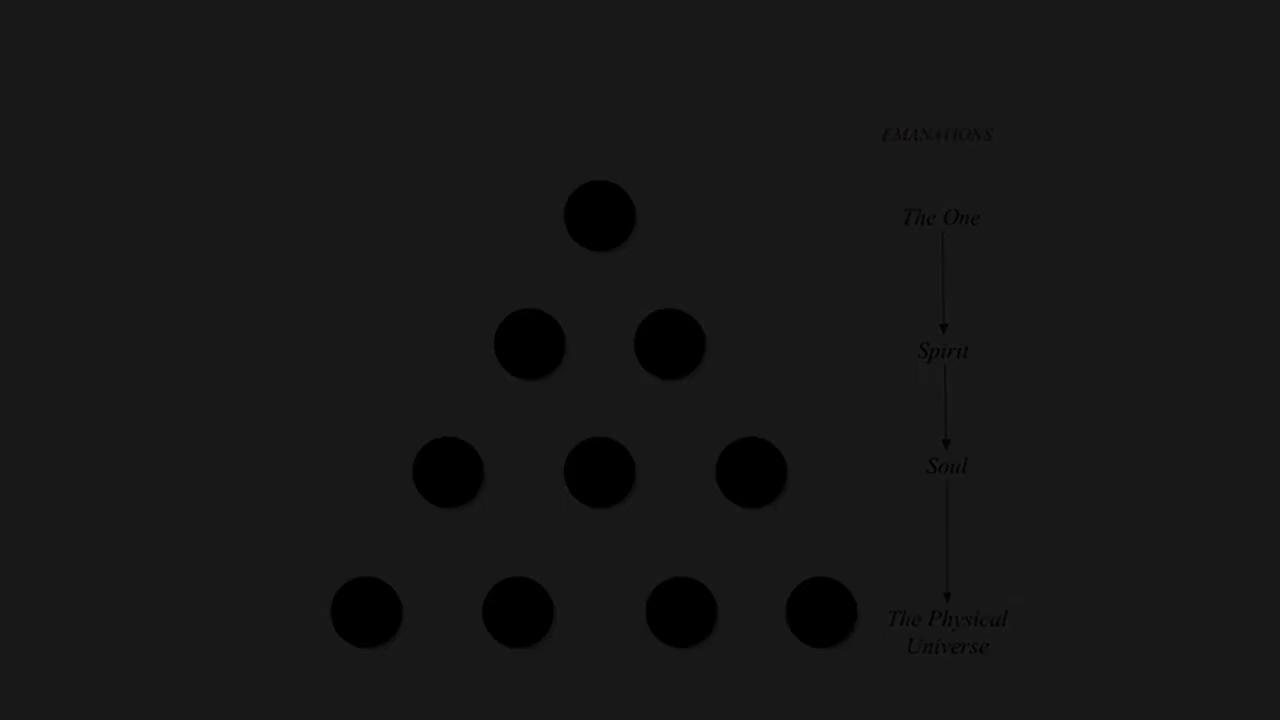 EMANATIONS
The One
Spirit
Soul
The Physical
Universe